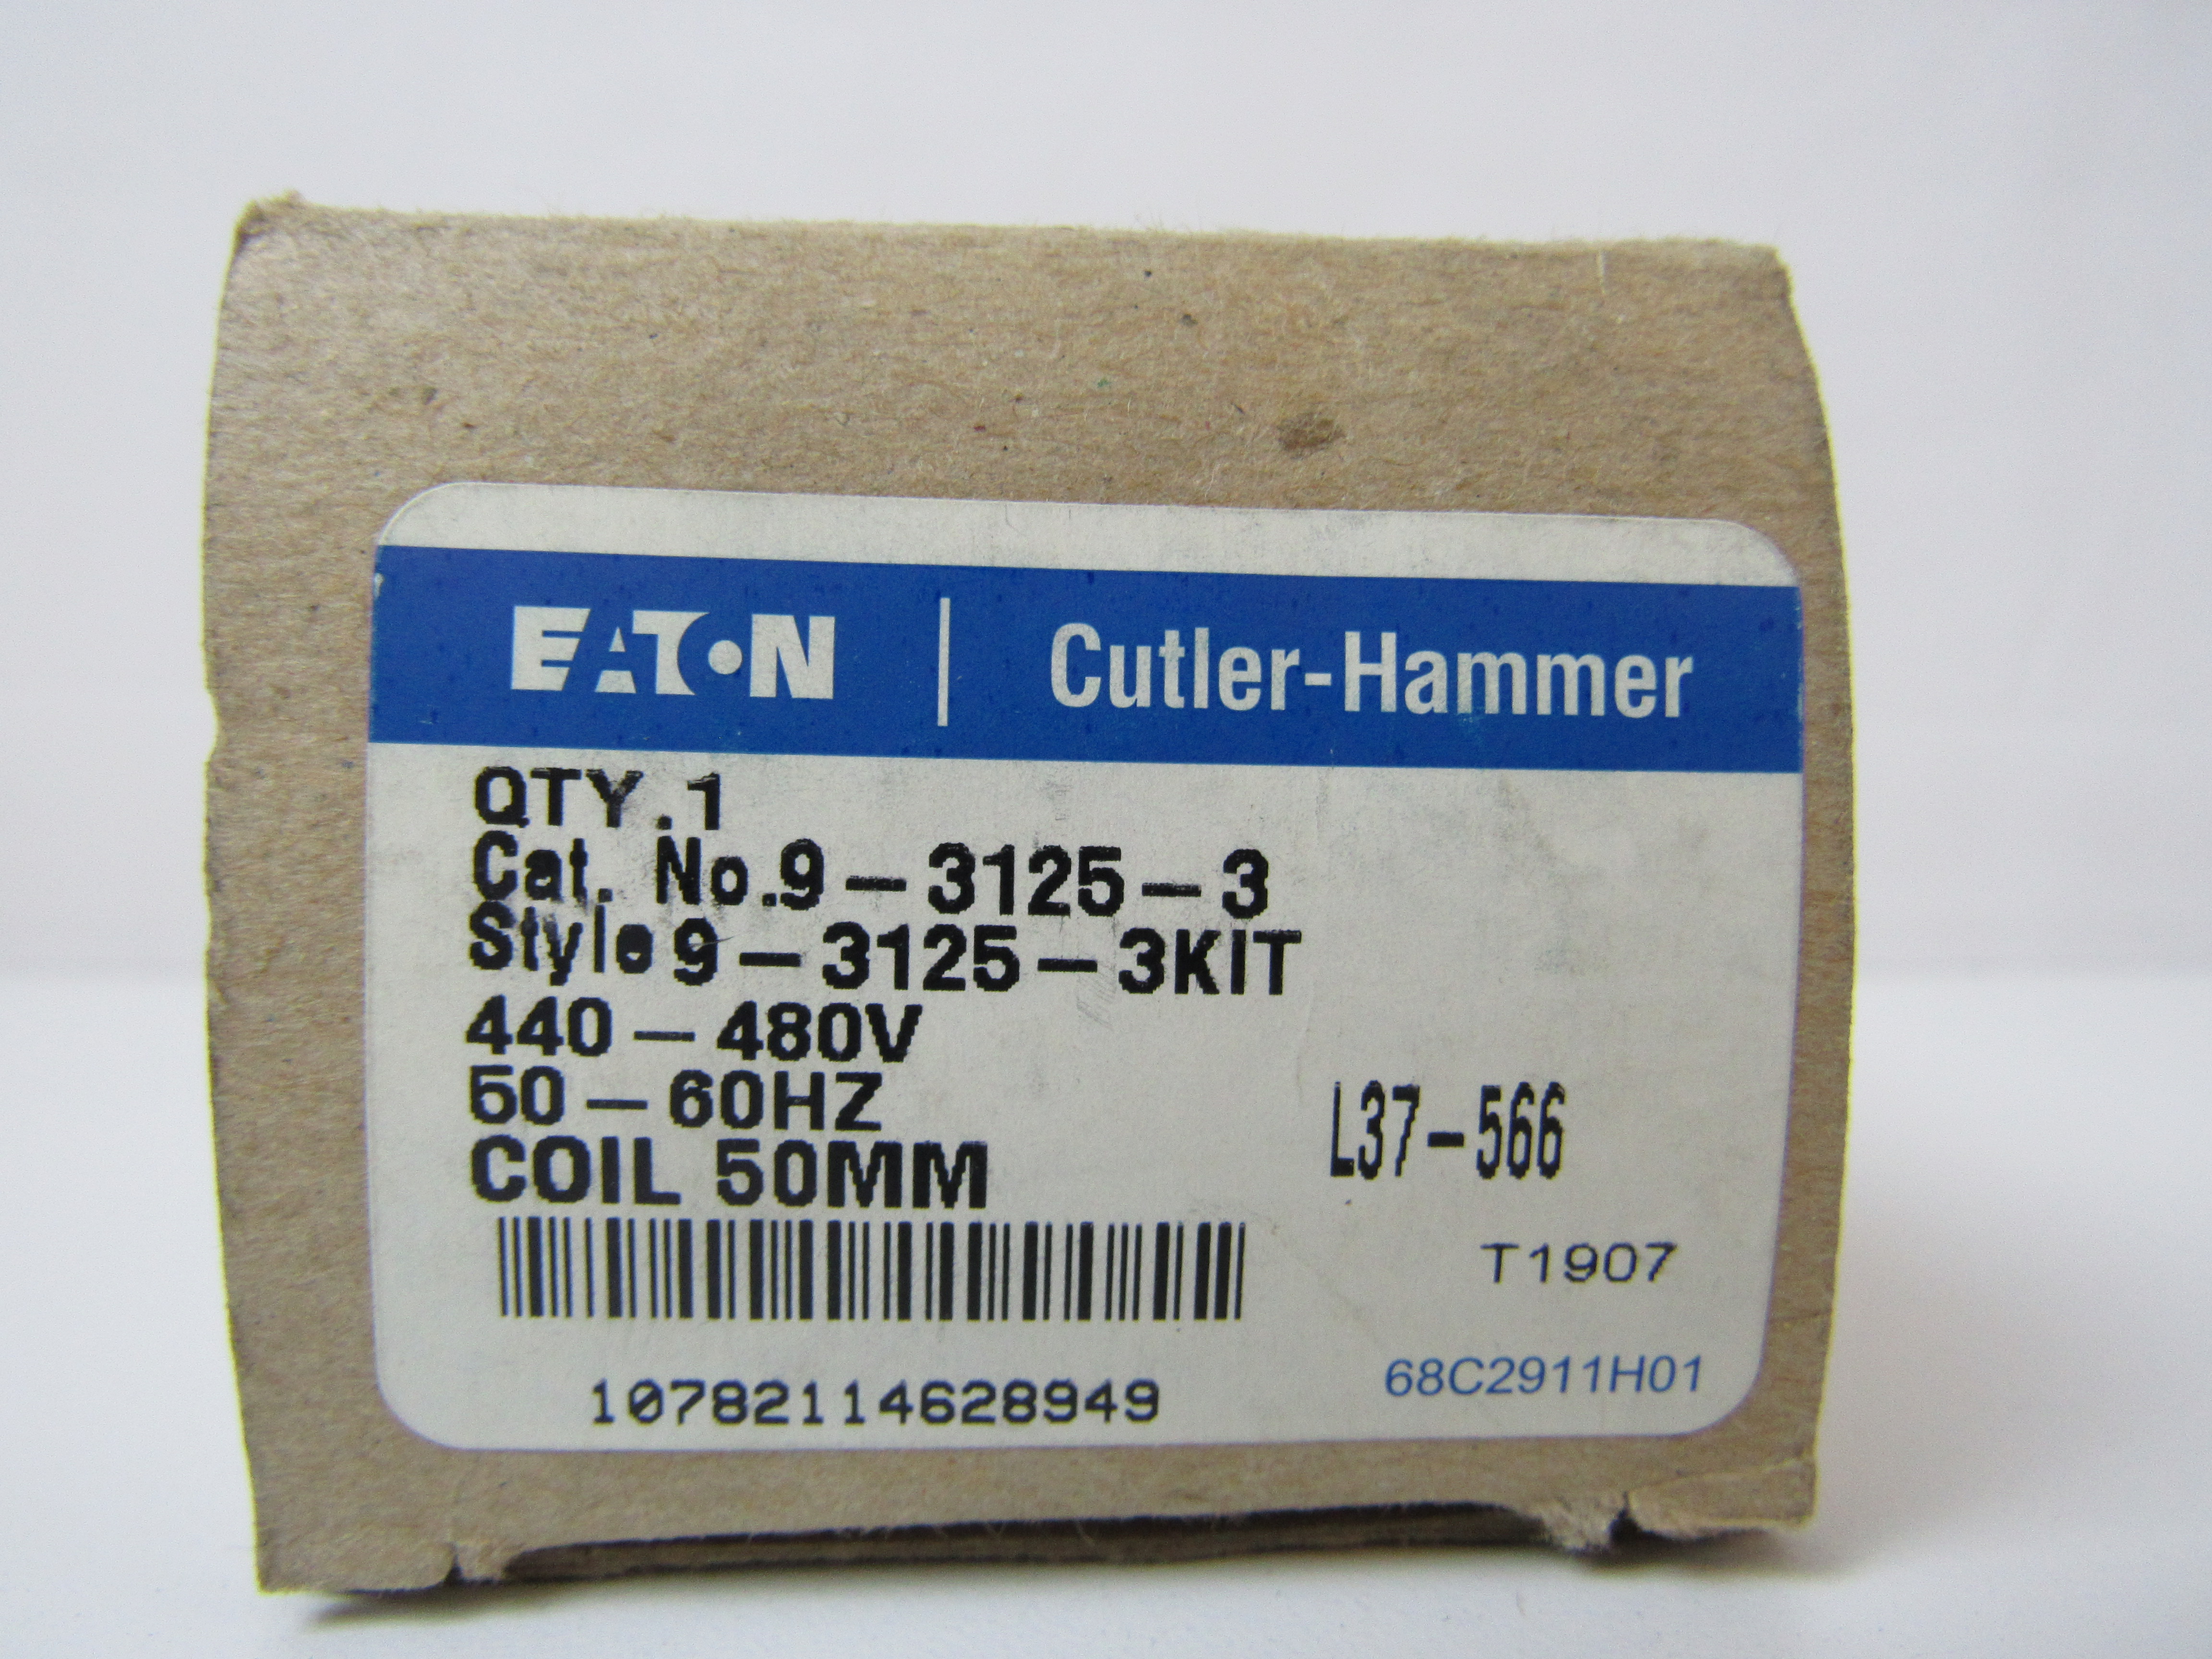 EATON | Cutler-Hammer
QTY.1
Cat. No.9-3125-3
Style 9-3125-3KIT
440-480V
50-60HZ
COIL 50MM
L37-566
T1907
10782114628949
68C2911H01